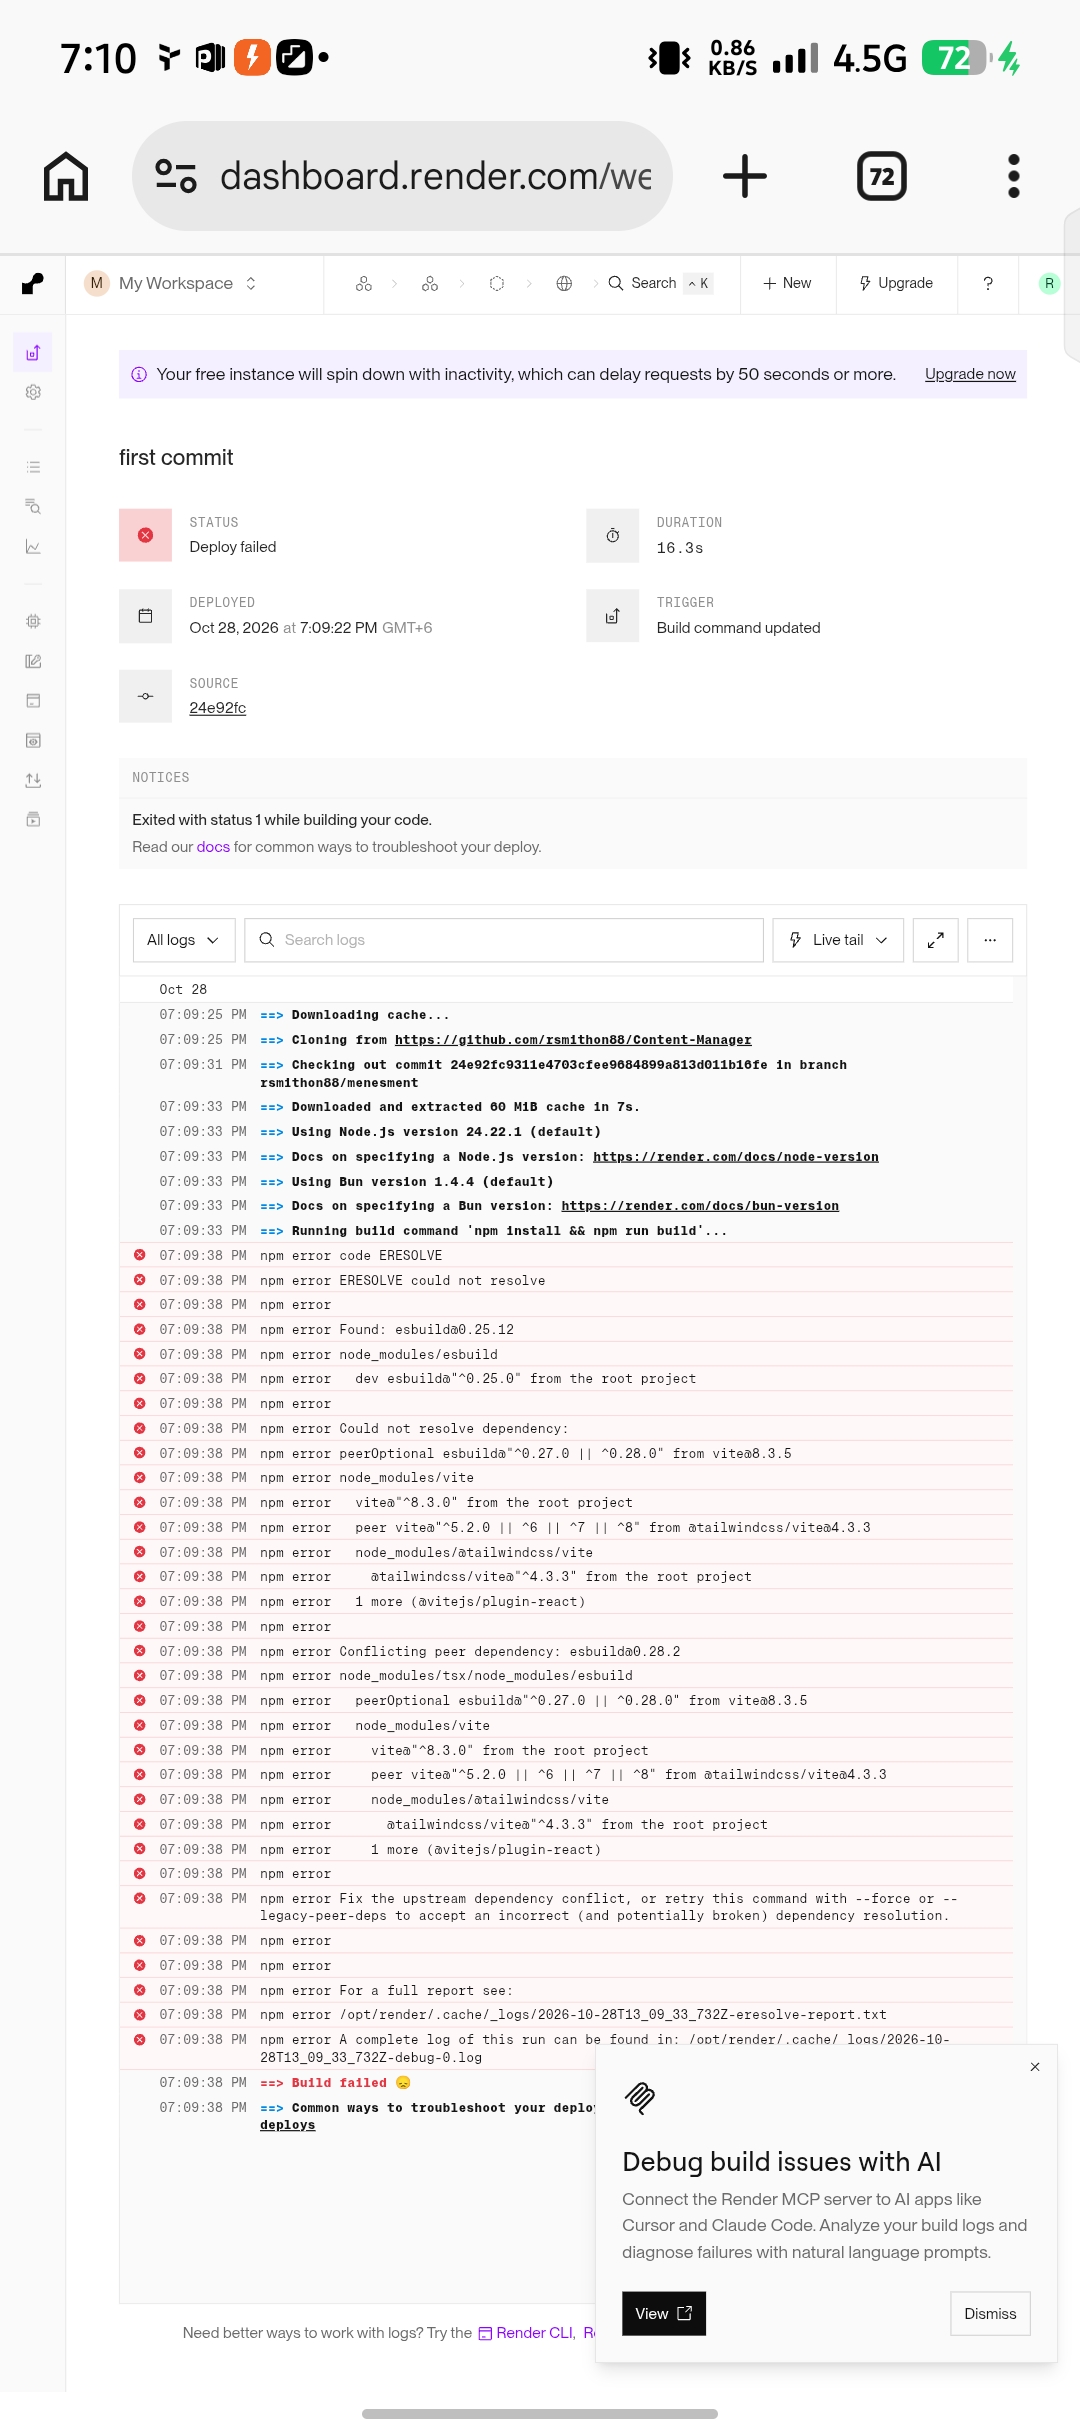 7:10
0.86
KB/S
4.5G
72
dashboard.render.com/we
72
M My Workspace
Search ^ K
+ New
Upgrade
?
R
Your free instance will spin down with inactivity, which can delay requests by 50 seconds or more. Upgrade now
first commit
STATUS
Deploy failed
DURATION
16.3s
DEPLOYED
Oct 28, 2026 at 7:09:22 PM GMT+6
TRIGGER
Build command updated
SOURCE
24e92fc
NOTICES
Exited with status 1 while building your code.
Read our docs for common ways to troubleshoot your deploy.
All logs
Search logs
Live tail
Oct 28
07:09:25 PM ==> Downloading cache...
07:09:25 PM ==> Cloning from https://github.com/rsmithon88/Content-Manager
07:09:31 PM ==> Checking out commit 24e92fc9311e4703cfee9684899a813d011b16fe in branch
rsmithon88/menesment
07:09:33 PM ==> Downloaded and extracted 60 MiB cache in 7s.
07:09:33 PM ==> Using Node.js version 24.22.1 (default)
07:09:33 PM ==> Docs on specifying a Node.js version: https://render.com/docs/node-version
07:09:33 PM ==> Using Bun version 1.4.4 (default)
07:09:33 PM ==> Docs on specifying a Bun version: https://render.com/docs/bun-version
07:09:33 PM ==> Running build command 'npm install && npm run build'...
07:09:38 PM npm error code ERESOLVE
07:09:38 PM npm error ERESOLVE could not resolve
07:09:38 PM npm error
07:09:38 PM npm error Found: esbuild@0.25.12
07:09:38 PM npm error node_modules/esbuild
07:09:38 PM npm error   dev esbuild@"^0.25.0" from the root project
07:09:38 PM npm error
07:09:38 PM npm error Could not resolve dependency:
07:09:38 PM npm error peerOptional esbuild@"^0.27.0 || ^0.28.0" from vite@8.3.5
07:09:38 PM npm error node_modules/vite
07:09:38 PM npm error   vite@"^8.3.0" from the root project
07:09:38 PM npm error   peer vite@"^5.2.0 || ^6 || ^7 || ^8" from @tailwindcss/vite@4.3.3
07:09:38 PM npm error   node_modules/@tailwindcss/vite
07:09:38 PM npm error     @tailwindcss/vite@"^4.3.3" from the root project
07:09:38 PM npm error   1 more (@vitejs/plugin-react)
07:09:38 PM npm error
07:09:38 PM npm error Conflicting peer dependency: esbuild@0.28.2
07:09:38 PM npm error node_modules/tsx/node_modules/esbuild
07:09:38 PM npm error   peerOptional esbuild@"^0.27.0 || ^0.28.0" from vite@8.3.5
07:09:38 PM npm error   node_modules/vite
07:09:38 PM npm error     vite@"^8.3.0" from the root project
07:09:38 PM npm error     peer vite@"^5.2.0 || ^6 || ^7 || ^8" from @tailwindcss/vite@4.3.3
07:09:38 PM npm error     node_modules/@tailwindcss/vite
07:09:38 PM npm error       @tailwindcss/vite@"^4.3.3" from the root project
07:09:38 PM npm error     1 more (@vitejs/plugin-react)
07:09:38 PM npm error
07:09:38 PM npm error Fix the upstream dependency conflict, or retry this command with --force or --
legacy-peer-deps to accept an incorrect (and potentially broken) dependency resolution.
07:09:38 PM npm error
07:09:38 PM npm error
07:09:38 PM npm error For a full report see:
07:09:38 PM npm error /opt/render/.cache/_logs/2026-10-28T13_09_33_732Z-eresolve-report.txt
07:09:38 PM npm error A complete log of this run can be found in: /opt/render/.cache/_logs/2026-10-
28T13_09_33_732Z-debug-0.log
07:09:38 PM ==> Build failed 😞
07:09:38 PM ==> Common ways to troubleshoot your deploy
deploys
Debug build issues with AI
Connect the Render MCP server to AI apps like
Cursor and Claude Code. Analyze your build logs and
diagnose failures with natural language prompts.
View
Dismiss
Need better ways to work with logs? Try the Render CLI,